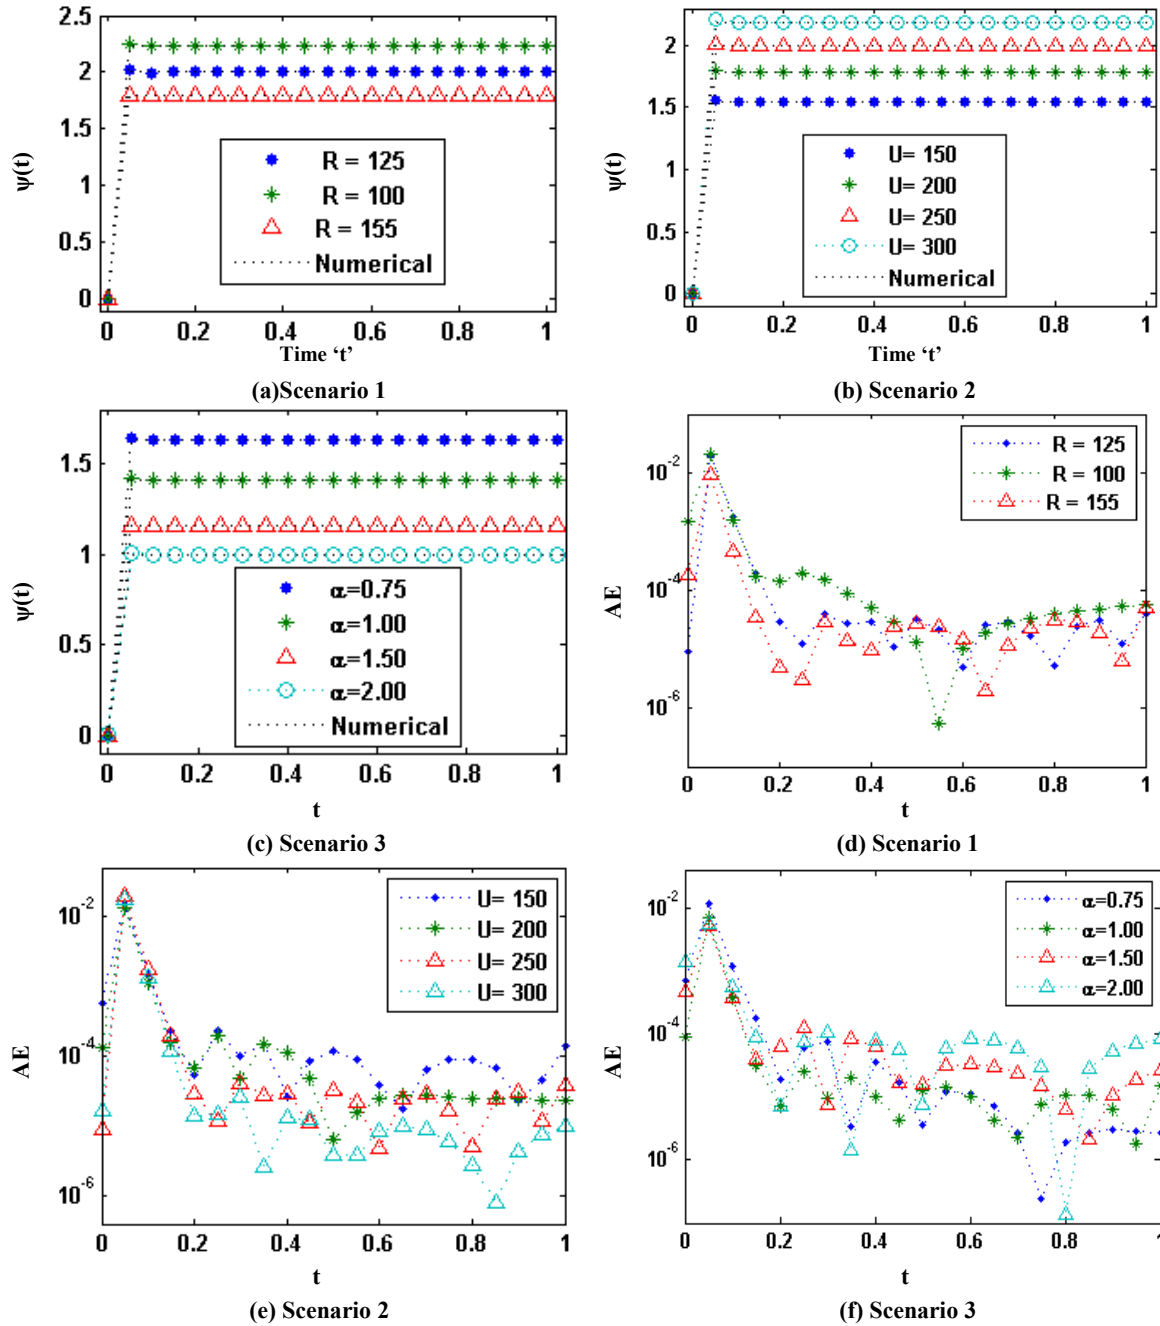 2.5
2
1.5
1
0.5
0
ψ(t)
R = 125
R = 100
R = 155
Numerical
0 0.2 0.4 0.6 0.8 1
Time ‘t’
(a)Scenario 1
2
1.5
1
0.5
0
ψ(t)
U= 150
U= 200
U= 250
U= 300
Numerical
0 0.2 0.4 0.6 0.8 1
Time ‘t’
(b) Scenario 2
1.5
1
0.5
0
ψ(t)
α=0.75
α=1.00
α=1.50
α=2.00
Numerical
0 0.2 0.4 0.6 0.8 1
t
(c) Scenario 3
10-2
10-4
10-6
AE
R = 125
R = 100
R = 155
0 0.2 0.4 0.6 0.8 1
t
(d) Scenario 1
10-2
10-4
10-6
AE
U= 150
U= 200
U= 250
U= 300
0 0.2 0.4 0.6 0.8 1
t
(e) Scenario 2
10-2
10-4
10-6
AE
α=0.75
α=1.00
α=1.50
α=2.00
0 0.2 0.4 0.6 0.8 1
t
(f) Scenario 3